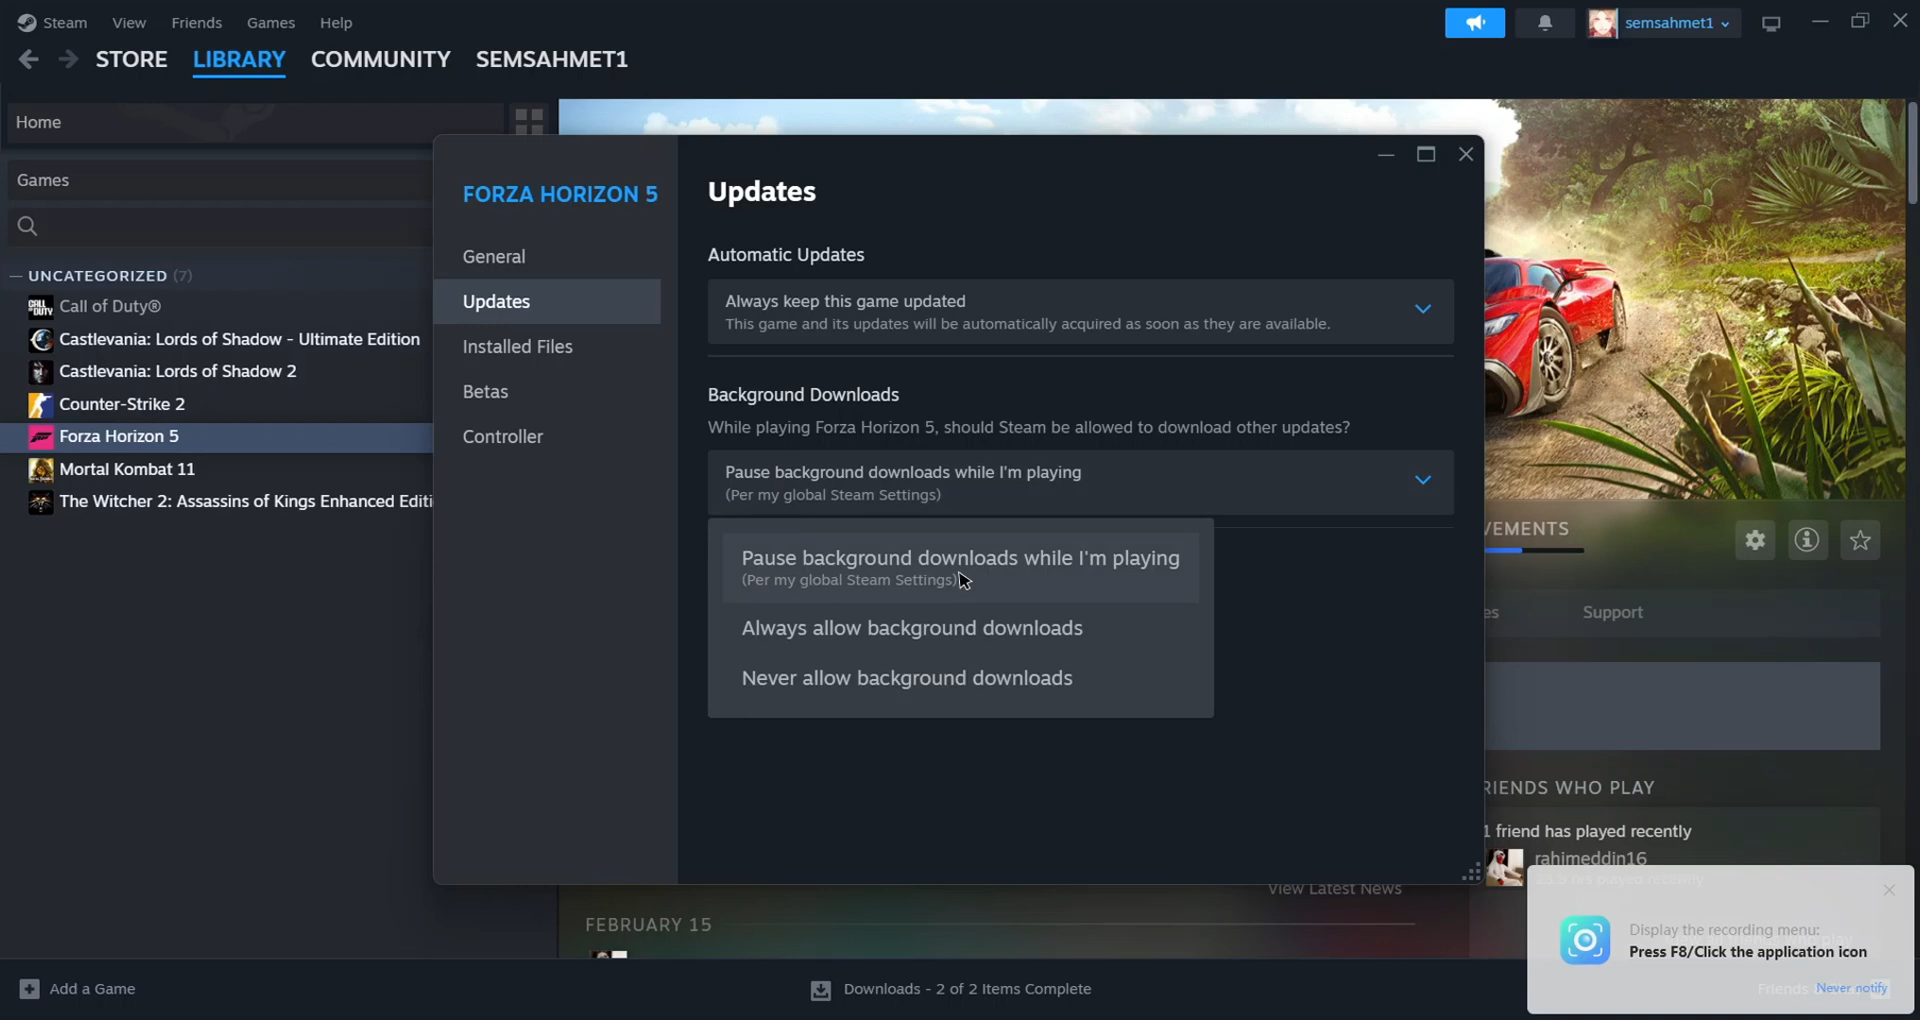 Steam View Friends Games Help
semsahmet1
STORE LIBRARY COMMUNITY SEMSAHMET1
Home
Games
— UNCATEGORIZED (7)
Call of Duty®
Castlevania: Lords of Shadow - Ultimate Edition
Castlevania: Lords of Shadow 2
Counter-Strike 2
Forza Horizon 5
Mortal Kombat 11
The Witcher 2: Assassins of Kings Enhanced Editi
FORZA HORIZON 5
General
Updates
Installed Files
Betas
Controller
Updates
Automatic Updates
Always keep this game updated
This game and its updates will be automatically acquired as soon as they are available.
Background Downloads
While playing Forza Horizon 5, should Steam be allowed to download other updates?
Pause background downloads while I'm playing
(Per my global Steam Settings)
Pause background downloads while I'm playing
(Per my global Steam Settings)
Always allow background downloads
Never allow background downloads
VEMENTS
es Support
RIENDS WHO PLAY
1 friend has played recently
rahimeddin16
View Latest News
FEBRUARY 15
Display the recording menu:
Press F8/Click the application icon
Friends Never notify
Add a Game
Downloads - 2 of 2 Items Complete